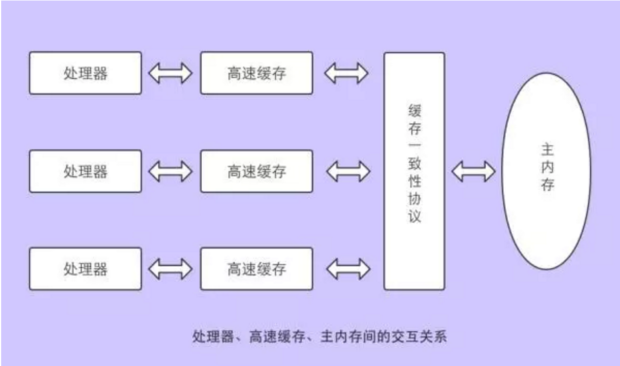 处理器
高速缓存
处理器
高速缓存
处理器
高速缓存
缓存一致性协议
主内存
处理器、高速缓存、主内存间的交互关系